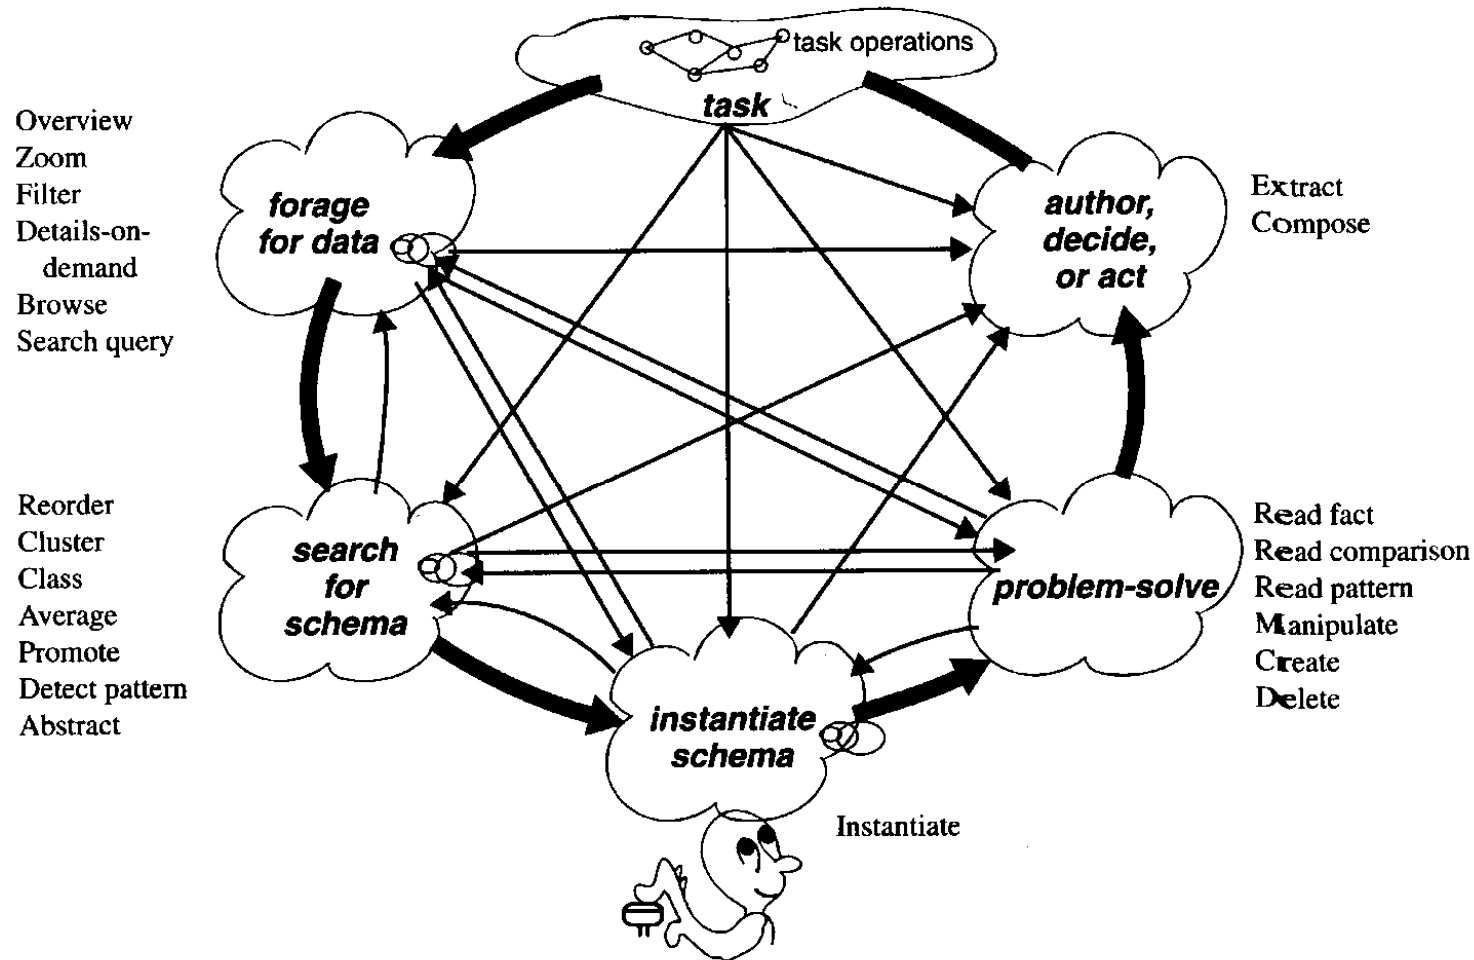 task operations
task
Overview
Zoom
Filter
Details-on-
demand
Browse
Search query
forage
for data
author,
decide,
or act
Extract
Compose
Reorder
Cluster
Class
Average
Promote
Detect pattern
Abstract
search
for
schema
problem-solve
Read fact
Read comparison
Read pattern
Manipulate
Create
Delete
instantiate
schema
Instantiate